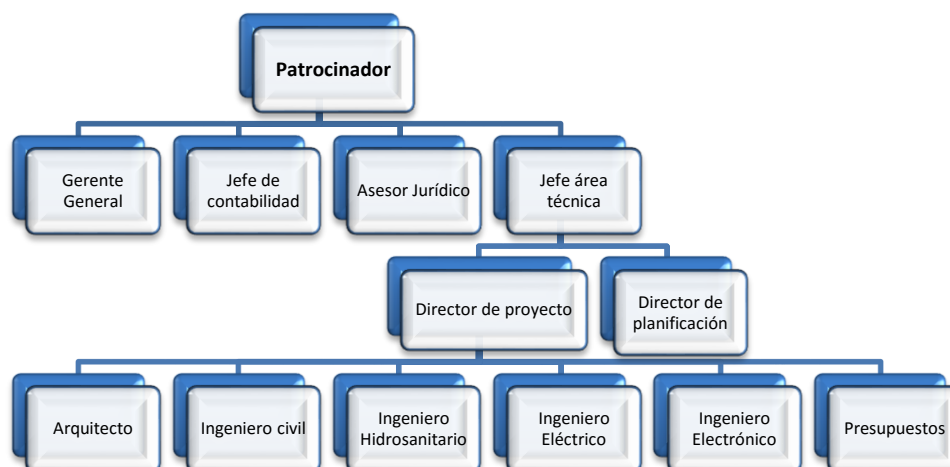 Patrocinador
Gerente
General
Jefe de
contabilidad
Asesor Jurídico
Jefe área
técnica
Director de proyecto
Director de
planificación
Arquitecto
Ingeniero civil
Ingeniero
Hidrosanitario
Ingeniero
Eléctrico
Ingeniero
Electrónico
Presupuestos